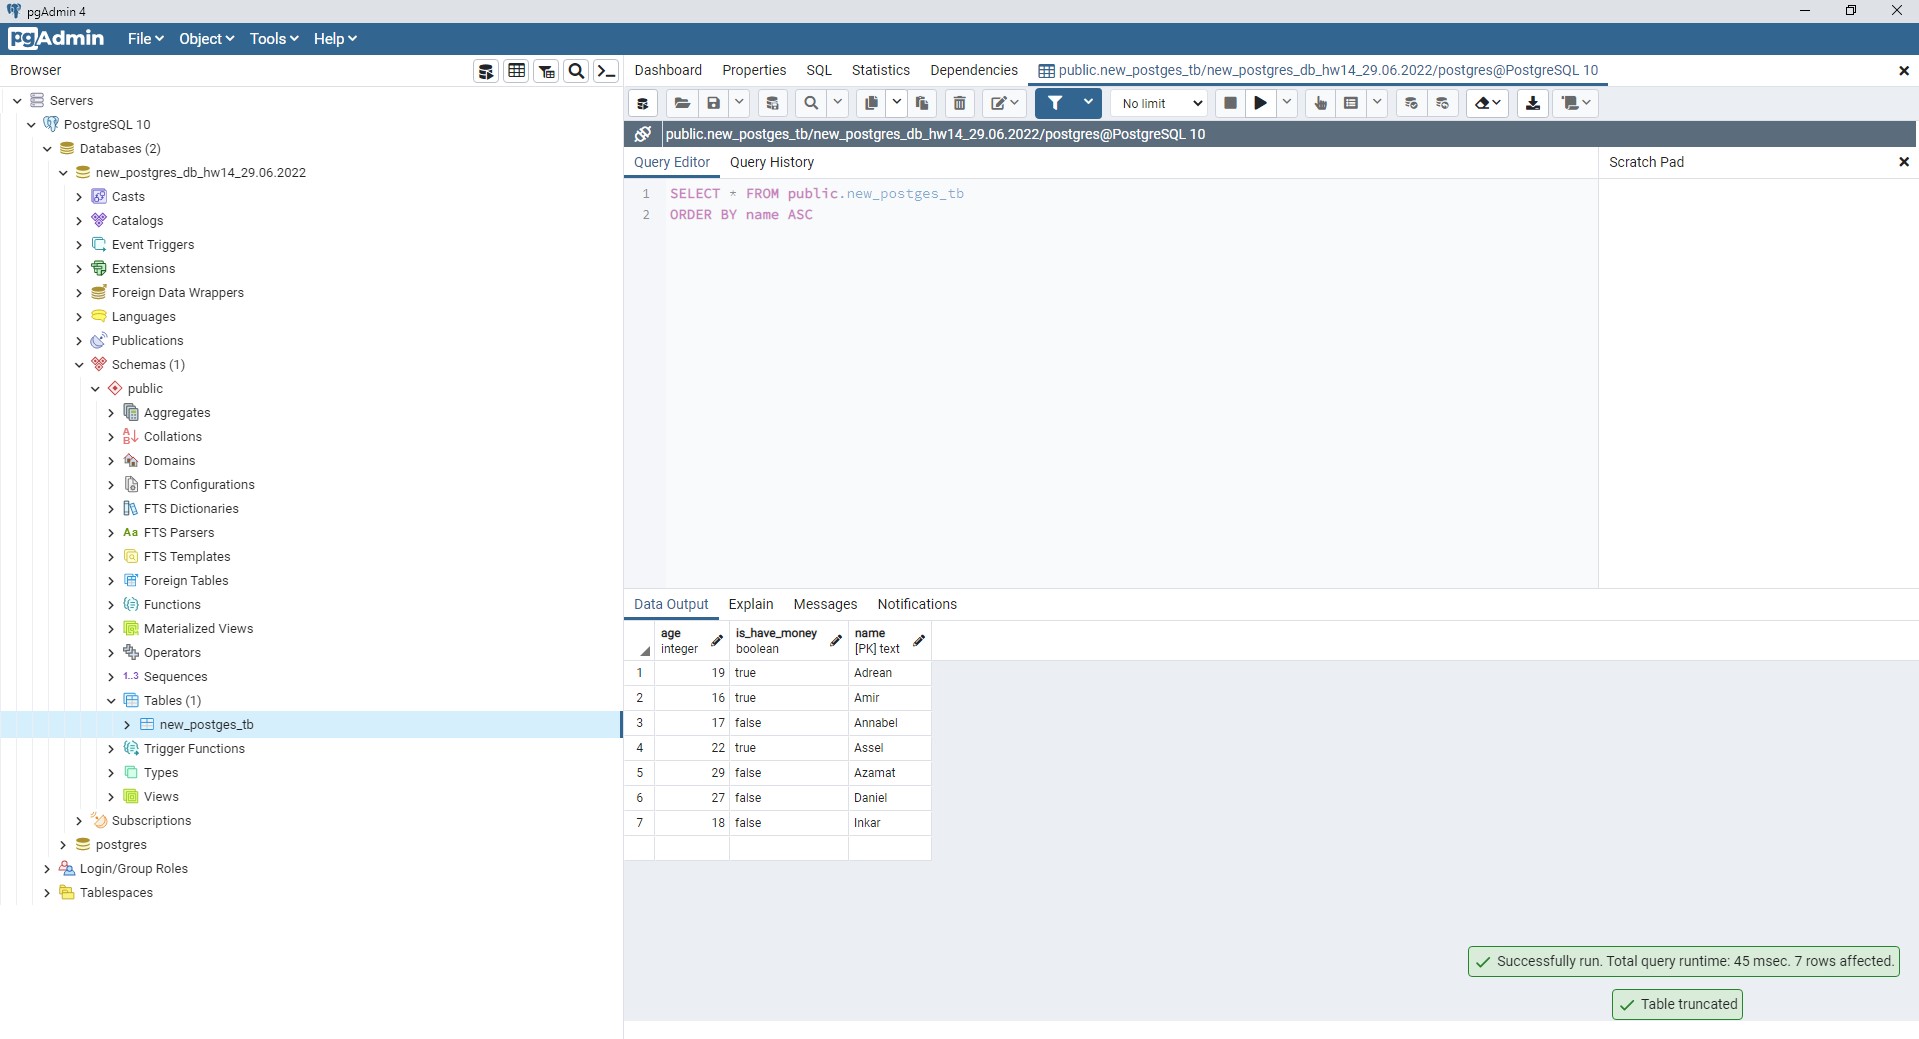 pgAdmin 4
pgAdmin File Object Tools Help
Browser
Servers
PostgreSQL 10
Databases (2)
new_postgres_db_hw14_29.06.2022
Casts
Catalogs
Event Triggers
Extensions
Foreign Data Wrappers
Languages
Publications
Schemas (1)
public
Aggregates
Collations
Domains
FTS Configurations
FTS Dictionaries
Aa FTS Parsers
FTS Templates
Foreign Tables
Functions
Materialized Views
Operators
1..3 Sequences
Tables (1)
new_postges_tb
Trigger Functions
Types
Views
Subscriptions
postgres
Login/Group Roles
Tablespaces
Dashboard Properties SQL Statistics Dependencies public.new_postges_tb/new_postgres_db_hw14_29.06.2022/postgres@PostgreSQL 10
No limit
public.new_postges_tb/new_postgres_db_hw14_29.06.2022/postgres@PostgreSQL 10
Query Editor Query History
Scratch Pad
1 SELECT * FROM public.new_postges_tb
2 ORDER BY name ASC
Data Output Explain Messages Notifications
age is_have_money name
integer boolean [PK] text
1 19 true Adrean
2 16 true Amir
3 17 false Annabel
4 22 true Assel
5 29 false Azamat
6 27 false Daniel
7 18 false Inkar
Successfully run. Total query runtime: 45 msec. 7 rows affected.
Table truncated